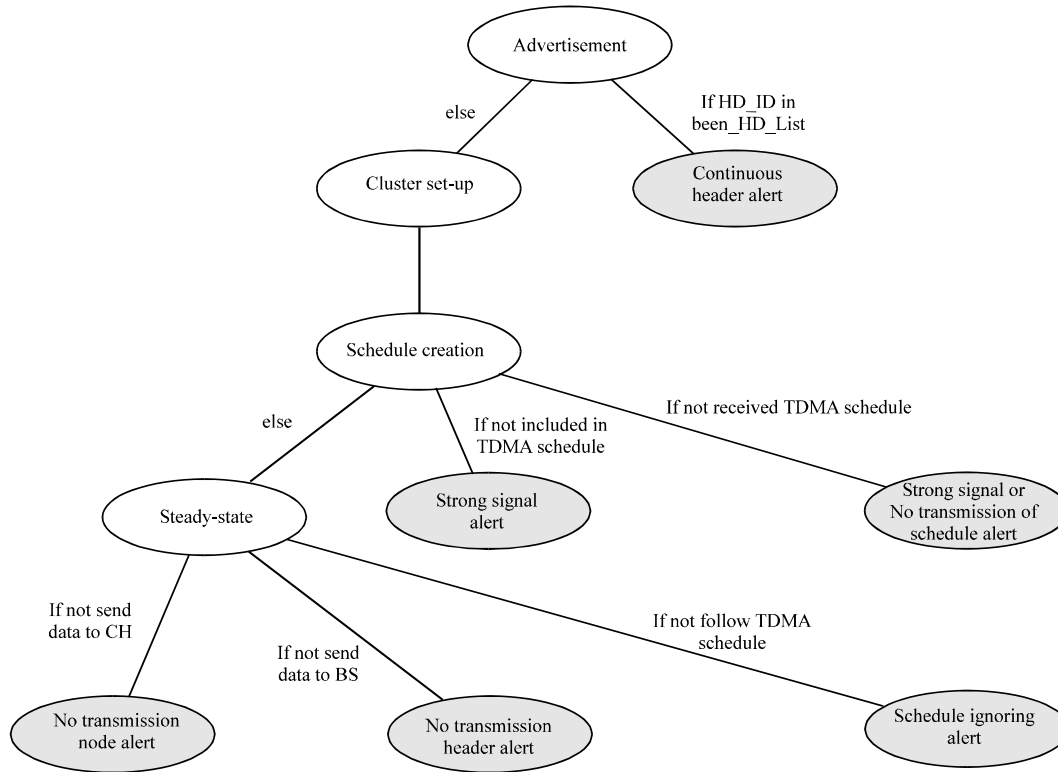 Advertisement
else
If HD_ID in
been_HD_List
Cluster set-up
Continuous
header alert
Schedule creation
else
If not included in
TDMA schedule
If not received TDMA schedule
Steady-state
Strong signal
alert
Strong signal or
No transmission of
schedule alert
If not send
data to CH
If not send
data to BS
If not follow TDMA
schedule
No transmission
node alert
No transmission
header alert
Schedule ignoring
alert